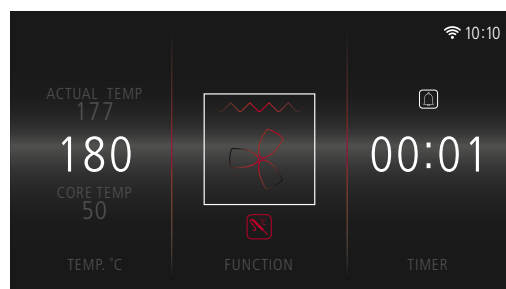 10:10
ACTUAL TEMP
177
180
CORE TEMP
50
TEMP. °C
FUNCTION
00:01
TIMER